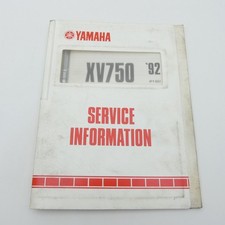 YAMAHA
XV750 '92
SERVICE
INFORMATION